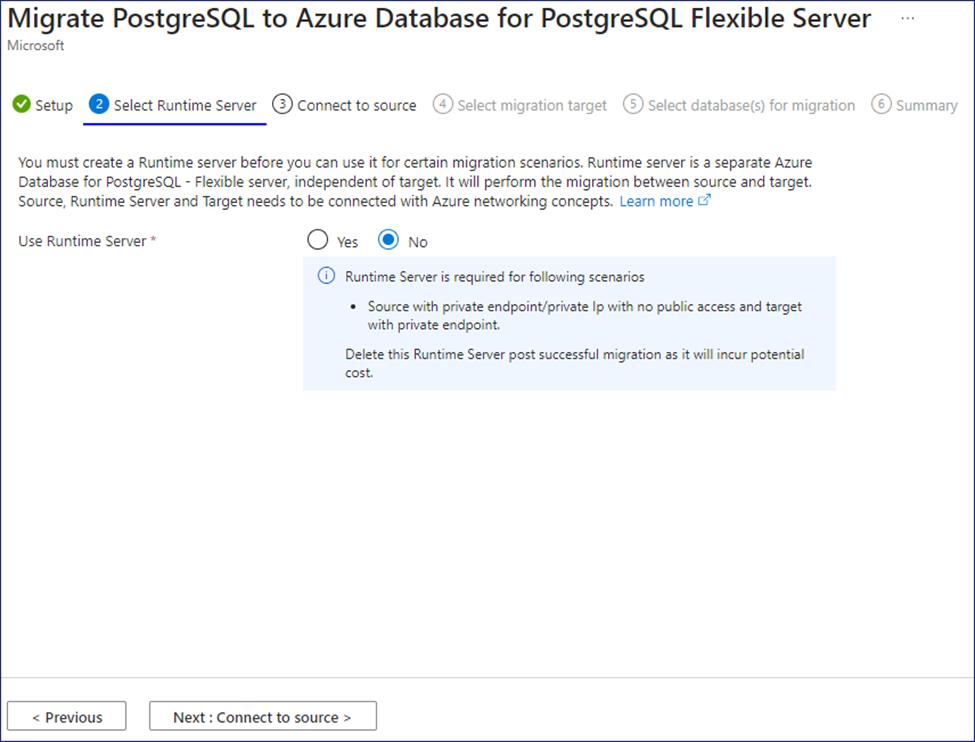 Migrate PostgreSQL to Azure Database for PostgreSQL Flexible Server ...
Microsoft
Setup 2 Select Runtime Server 3 Connect to source 4 Select migration target 5 Select database(s) for migration 6 Summary
You must create a Runtime server before you can use it for certain migration scenarios. Runtime server is a separate Azure
Database for PostgreSQL - Flexible server, independent of target. It will perform the migration between source and target.
Source, Runtime Server and Target needs to be connected with Azure networking concepts. Learn more
Use Runtime Server * Yes No
Runtime Server is required for following scenarios
• Source with private endpoint/private Ip with no public access and target
with private endpoint.
Delete this Runtime Server post successful migration as it will incur potential
cost.
< Previous Next : Connect to source >